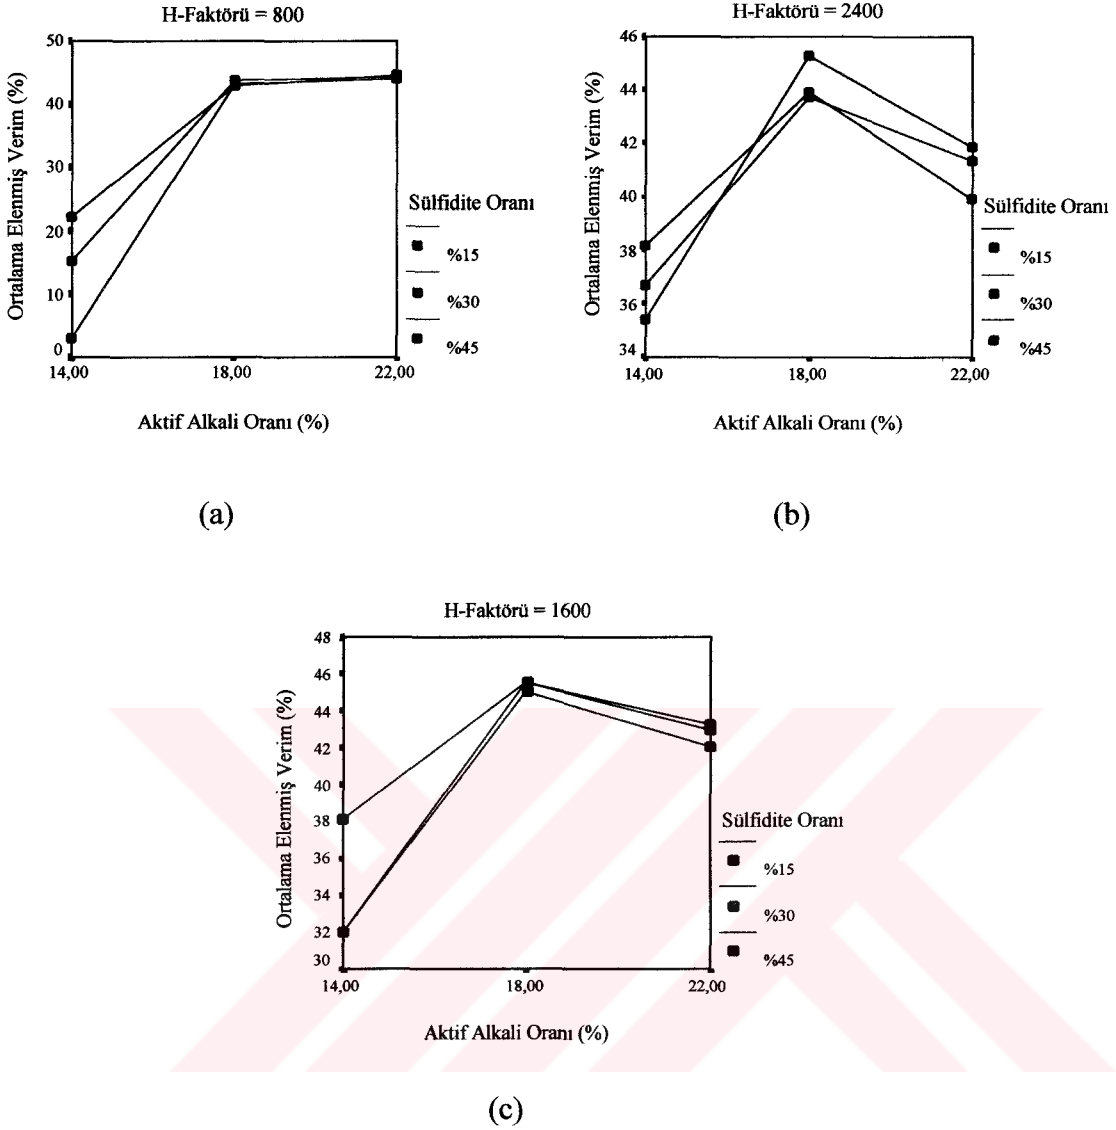 H-Faktörü = 800
Ortalama Elenmiş Verim (%)
50
40
30
20
10
0
14,00
18,00
22,00
Aktif Alkali Oranı (%)
Sülfidite Oranı
%15
%30
%45
(a)
H-Faktörü = 2400
Ortalama Elenmiş Verim (%)
46
44
42
40
38
36
34
14,00
18,00
22,00
Aktif Alkali Oranı (%)
Sülfidite Oranı
%15
%30
%45
(b)
H-Faktörü = 1600
Ortalama Elenmiş Verim (%)
48
46
44
42
40
38
36
34
32
30
14,00
18,00
22,00
Aktif Alkali Oranı (%)
Sülfidite Oranı
%15
%30
%45
(c)